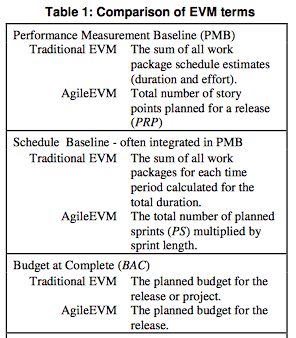 Table 1: Comparison of EVM terms
Performance Measurement Baseline (PMB)
Traditional EVM The sum of all work
package schedule estimates
(duration and effort).
AgileEVM Total number of story
points planned for a release
(PRP)
Schedule Baseline - often integrated in PMB
Traditional EVM The sum of all work
packages for each time
period calculated for the
total duration.
AgileEVM The total number of planned
sprints (PS) multiplied by
sprint length.
Budget at Complete (BAC)
Traditional EVM The planned budget for the
release or project.
AgileEVM The planned budget for the
release.